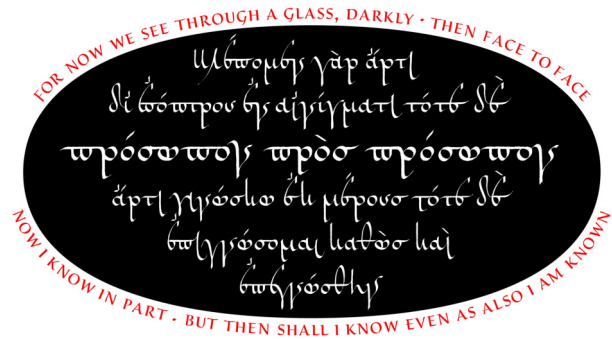 FOR NOW WE SEE THROUGH A GLASS, DARKLY · THEN FACE TO FACE
βλέπομεν γὰρ ἄρτι
δι ἐσόπτρου ἐν αἰνίγματι τότε δὲ
πρόσωπον πρὸσ πρόσωπον
ἄρτι γινώσκω ἐκ μέρουσ τότε δὲ
ἐπιγνώσομαι καθὼσ καὶ
ἐπεγνώσθην
NOW I KNOW IN PART · BUT THEN SHALL I KNOW EVEN AS ALSO I AM KNOWN